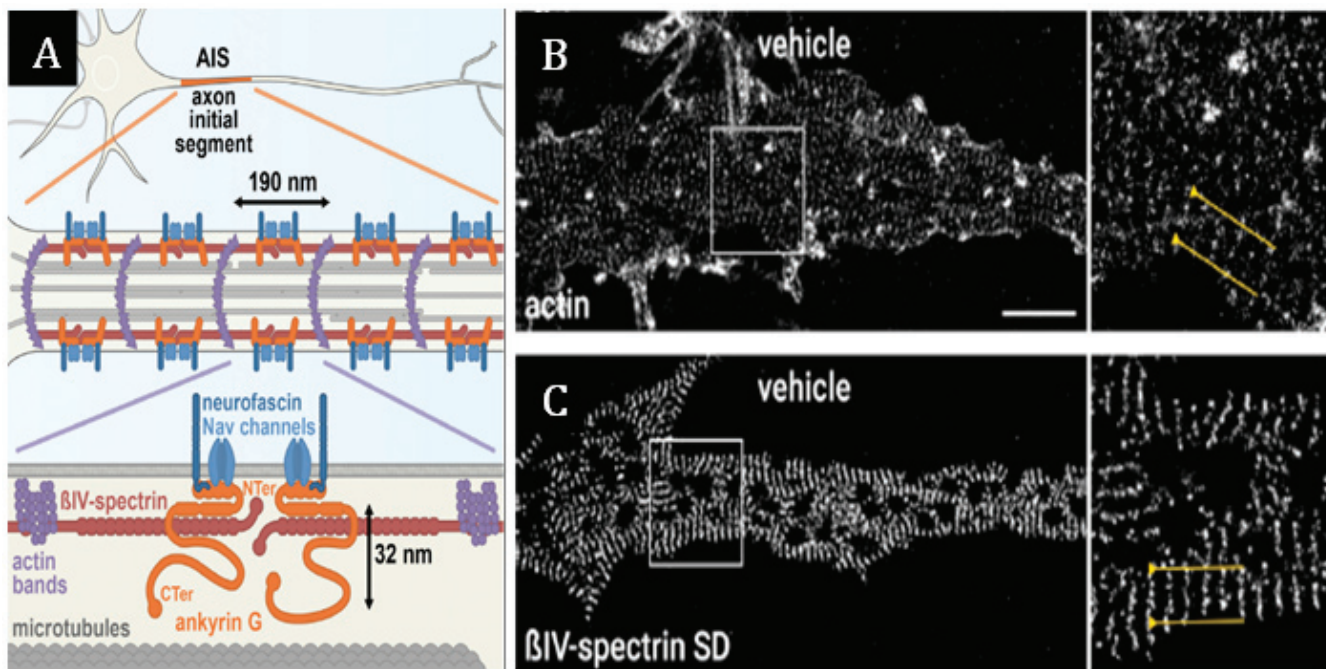 A
AIS
axon
initial
segment
190 nm
neurofascin
Nav channels
NTer
ßIV-spectrin
actin
bands
32 nm
CTer
ankyrin G
microtubules
B
vehicle
actin
C
vehicle
ßIV-spectrin SD